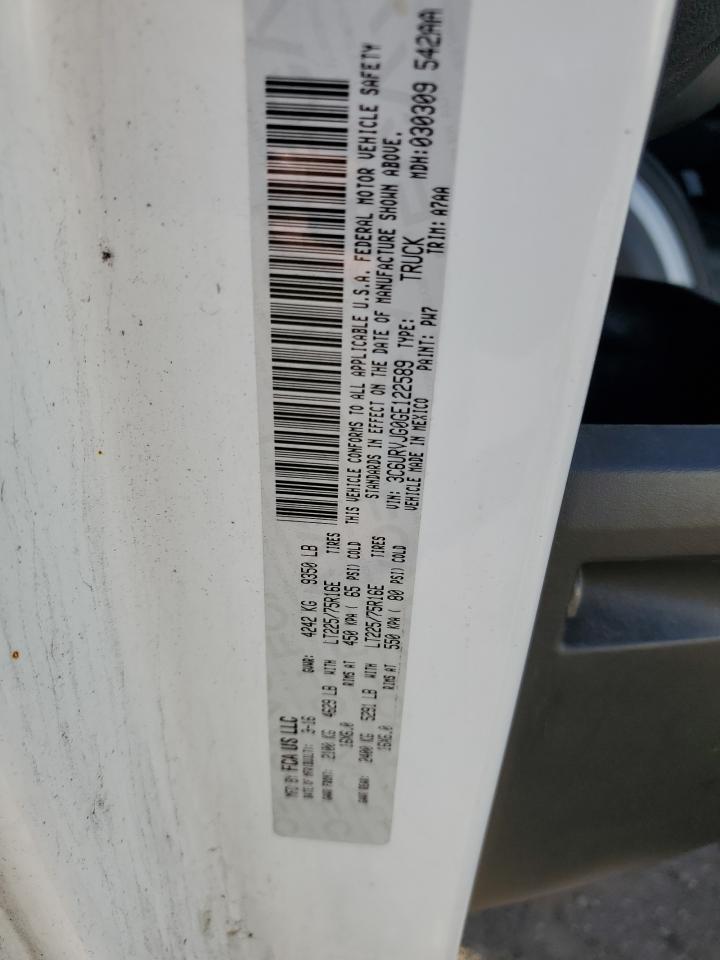 MFD BY: FCA US LLC
DATE OF MFR 3-16 GVWR: 4242 KG 9350 LB
GAWR FRONT: 2100 KG 4629 LB WITH LT225/75R16E TIRES
16X6.0 RIMS AT 450 KPA ( 65 PSI) COLD
GAWR REAR: 2400 KG 5291 LB WITH LT225/75R16E TIRES
16X6.0 RIMS AT 550 KPA ( 80 PSI) COLD
THIS VEHICLE CONFORMS TO ALL APPLICABLE U.S.A. FEDERAL MOTOR VEHICLE SAFETY
STANDARDS IN EFFECT ON THE DATE OF MANUFACTURE SHOWN ABOVE.
VIN: 3C6URVJG0GE122589 TYPE: TRUCK MDH:030309 542AA
VEHICLE MADE IN MEXICO PAINT: PW7 TRIM: A7AA